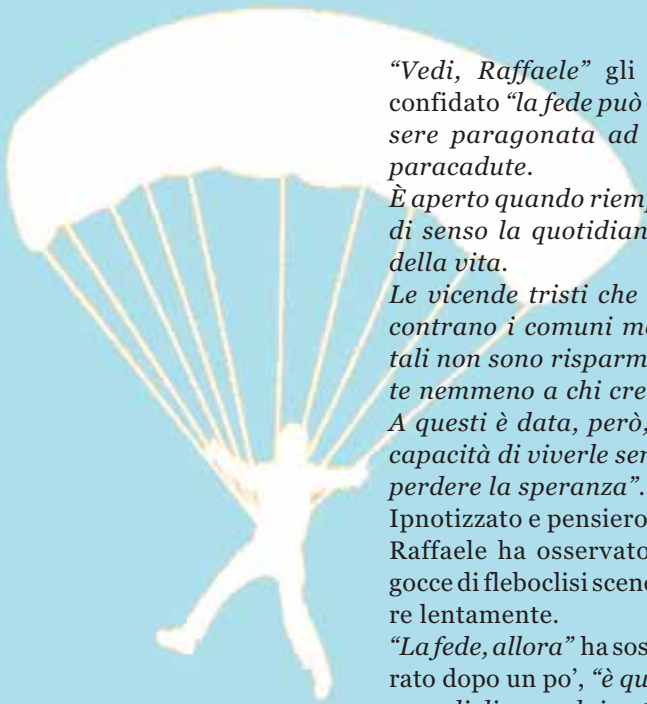 “Vedi, Raffaele” gli
confidato “la fede può
sere paragonata ad
paracadute.
È aperto quando riemp
di senso la quotidian
della vita.
Le vicende tristi che
contrano i comuni mo
tali non sono risparm
te nemmeno a chi cre
A questi è data, però,
capacità di viverle sen
perdere la speranza”.
Ipnotizzato e pensiero
Raffaele ha osservato
gocce di fleboclisi scend
re lentamente.
“La fede, allora” ha sos
rato dopo un po’, “è qu